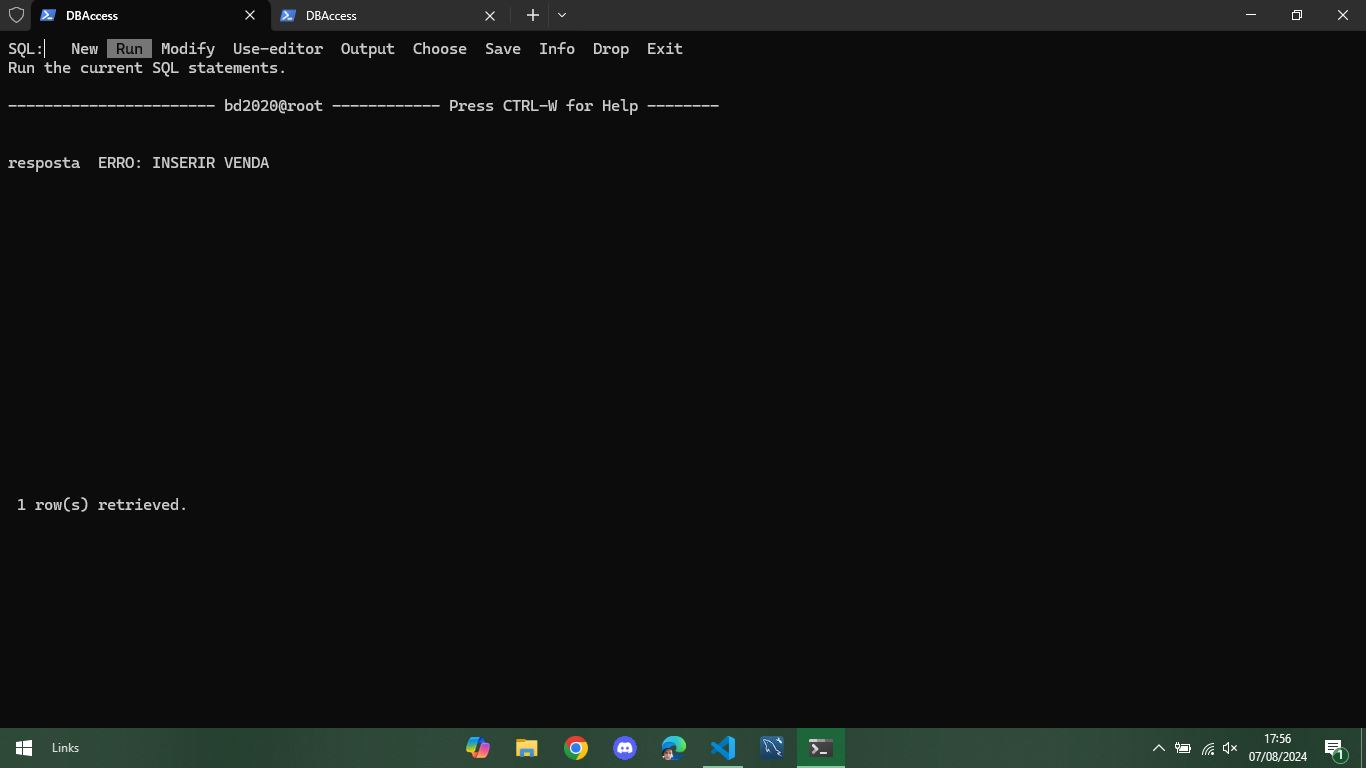 DBAccess
DBAccess
SQL: New Run Modify Use-editor Output Choose Save Info Drop Exit
Run the current SQL statements.
----------------------- bd2020@root ------------ Press CTRL-W for Help --------
resposta ERRO: INSERIR VENDA
1 row(s) retrieved.
Links
17:56
07/08/2024
1